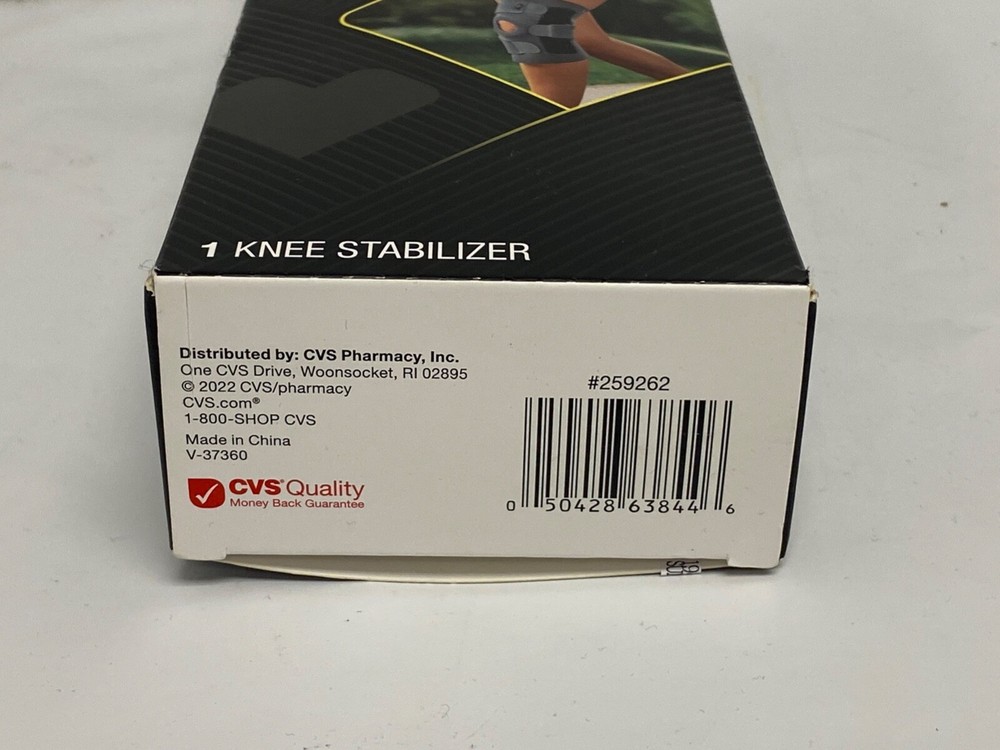 1 KNEE STABILIZER
Distributed by: CVS Pharmacy, Inc.
One CVS Drive, Woonsocket, RI 02895
© 2022 CVS/pharmacy
CVS.com®
1-800-SHOP CVS
Made in China
V-37360
CVS® Quality
Money Back Guarantee
#259262
0 50428 63844 6